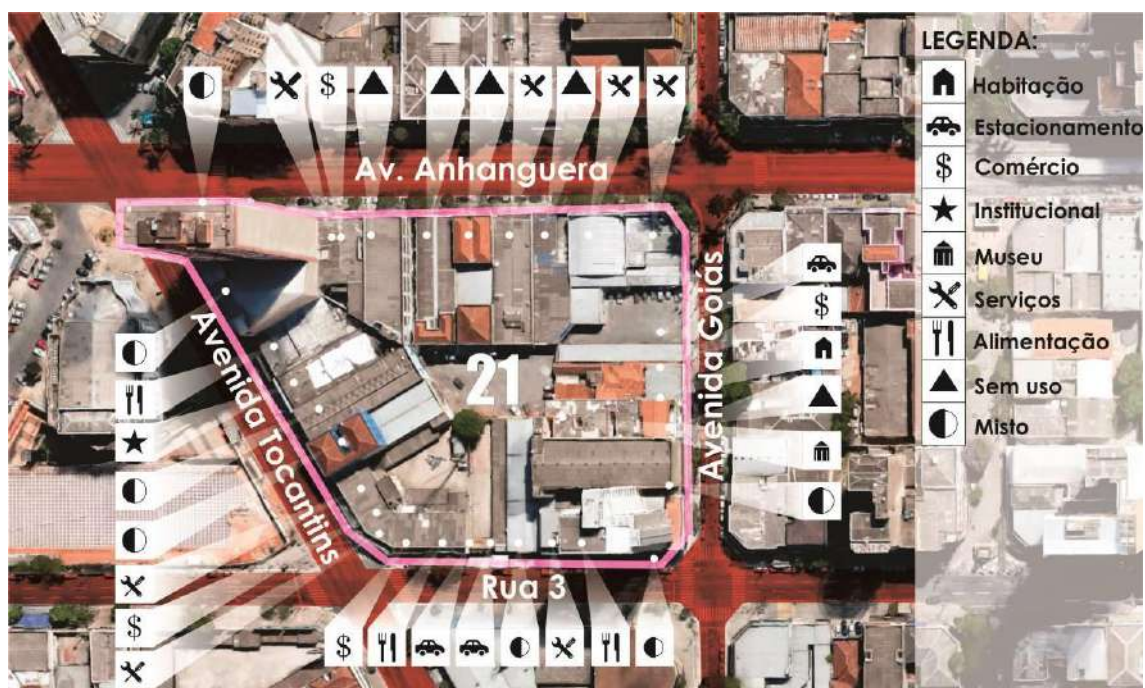 LEGENDA:
Habitação
Estacionamento
$ Comércio
Institucional
Museu
Serviços
Alimentação
Sem uso
Misto
$
Av. Anhanguera
Avenida Tocantins
21
Avenida Goiás
$
Rua 3
$
$